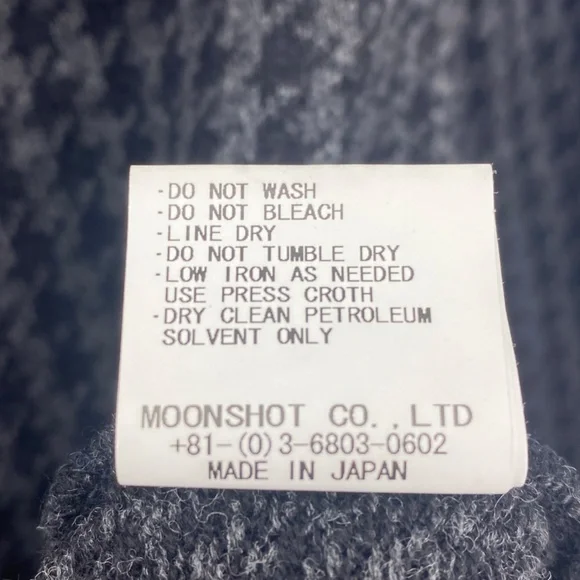 ·DO NOT WASH
·DO NOT BLEACH
·LINE DRY
·DO NOT TUMBLE DRY
·LOW IRON AS NEEDED
USE PRESS CROTH
·DRY CLEAN PETROLEUM
SOLVENT ONLY
MOONSHOT CO.,LTD
+81-(0)3-6803-0602
MADE IN JAPAN